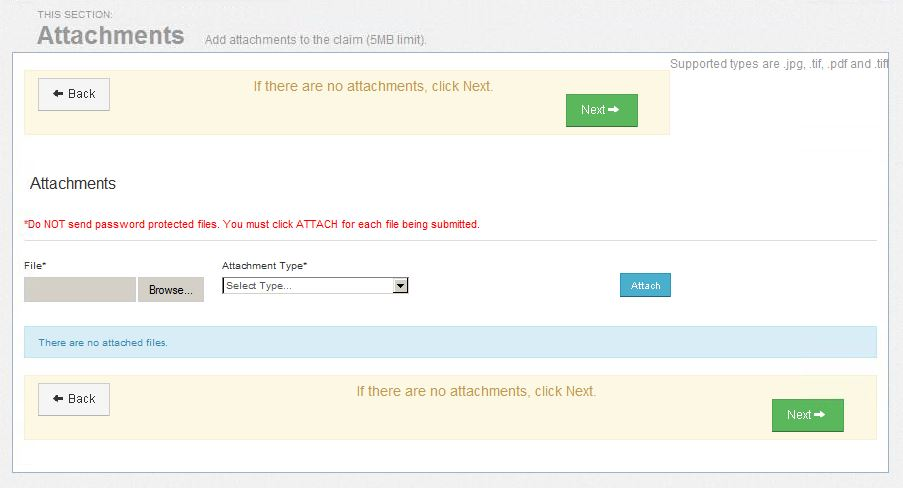 THIS SECTION:
Attachments Add attachments to the claim (5MB limit).
Supported types are .jpg, .tif, .pdf and .tiff
Back If there are no attachments, click Next.
Next
Attachments
*Do NOT send password protected files. You must click ATTACH for each file being submitted.
File* Attachment Type*
Browse... Select Type... Attach
There are no attached files.
Back If there are no attachments, click Next.
Next